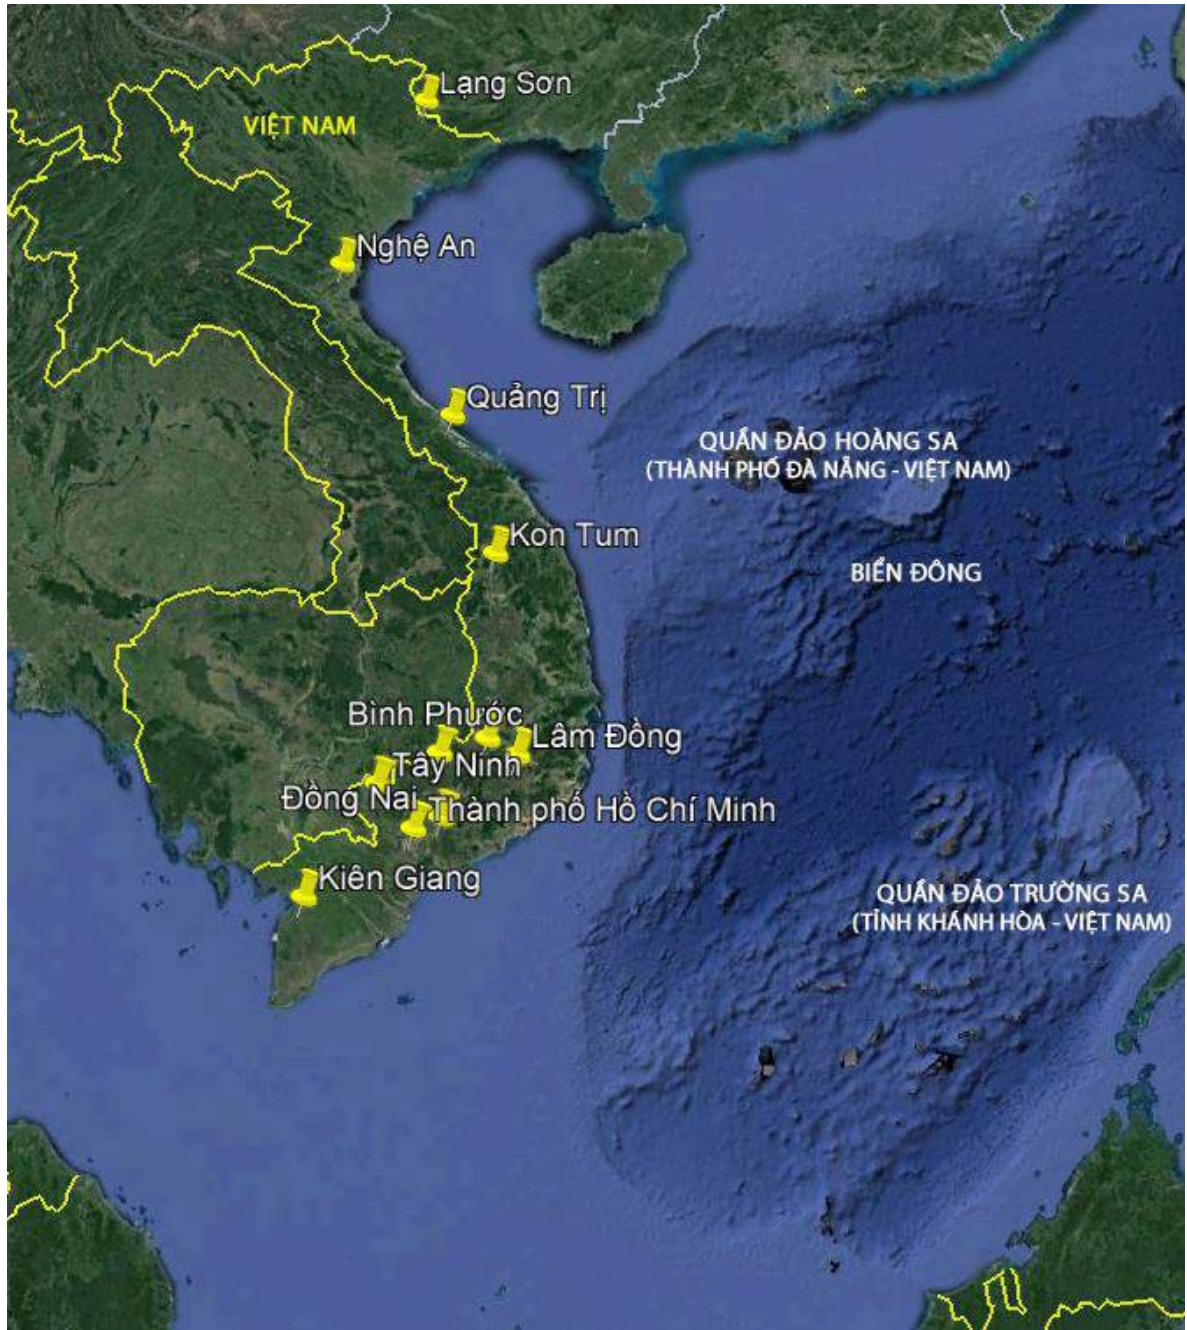 Lạng Sơn
VIỆT NAM
Nghệ An
Quảng Trị
QUẦN ĐẢO HOÀNG SA
(THÀNH PHỐ ĐÀ NẴNG - VIỆT NAM)
Kon Tum
BIỂN ĐÔNG
Bình Phước
Lâm Đồng
Tây Ninh
Đồng Nai
Thành phố Hồ Chí Minh
Kiên Giang
QUẦN ĐẢO TRƯỜNG SA
(TỈNH KHÁNH HÒA - VIỆT NAM)